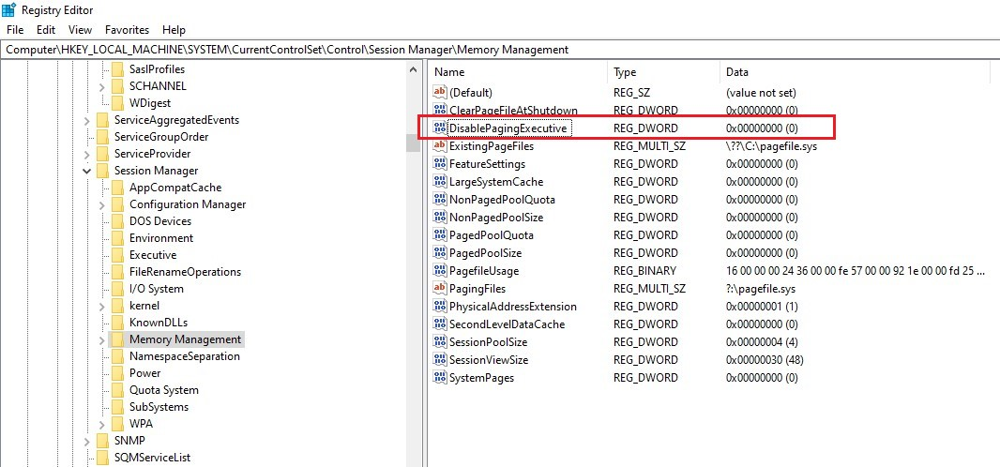 Registry Editor
File Edit View Favorites Help
Computer\HKEY_LOCAL_MACHINE\SYSTEM\CurrentControlSet\Control\Session Manager\Memory Management
SaslProfiles
SCHANNEL
WDigest
ServiceAggregatedEvents
ServiceGroupOrder
ServiceProvider
Session Manager
AppCompatCache
Configuration Manager
DOS Devices
Environment
Executive
FileRenameOperations
I/O System
kernel
KnownDLLs
Memory Management
NamespaceSeparation
Power
Quota System
SubSystems
WPA
SNMP
SQMServiceList
Name Type Data
ab (Default) REG_SZ (value not set)
ClearPageFileAtShutdown REG_DWORD 0x00000000 (0)
DisablePagingExecutive REG_DWORD 0x00000000 (0)
ab ExistingPageFiles REG_MULTI_SZ \??\C:\pagefile.sys
FeatureSettings REG_DWORD 0x00000000 (0)
LargeSystemCache REG_DWORD 0x00000000 (0)
NonPagedPoolQuota REG_DWORD 0x00000000 (0)
NonPagedPoolSize REG_DWORD 0x00000000 (0)
PagedPoolQuota REG_DWORD 0x00000000 (0)
PagedPoolSize REG_DWORD 0x00000000 (0)
PagefileUsage REG_BINARY 16 00 00 00 24 36 00 00 fe 57 00 00 92 1e 00 00 fd 25 ...
ab PagingFiles REG_MULTI_SZ ?:\pagefile.sys
PhysicalAddressExtension REG_DWORD 0x00000001 (1)
SecondLevelDataCache REG_DWORD 0x00000000 (0)
SessionPoolSize REG_DWORD 0x00000004 (4)
SessionViewSize REG_DWORD 0x00000030 (48)
SystemPages REG_DWORD 0x00000000 (0)